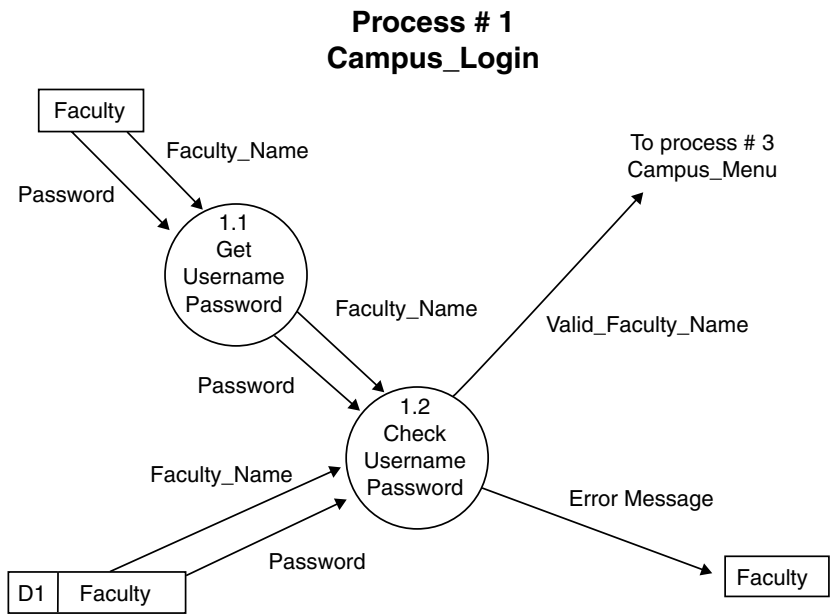 Process # 1
Campus_Login
Faculty
Faculty_Name
Password
To process # 3
Campus_Menu
1.1
Get
Username
Password
Faculty_Name
Valid_Faculty_Name
Password
1.2
Check
Username
Password
Faculty_Name
Error Message
Password
D1 Faculty
Faculty